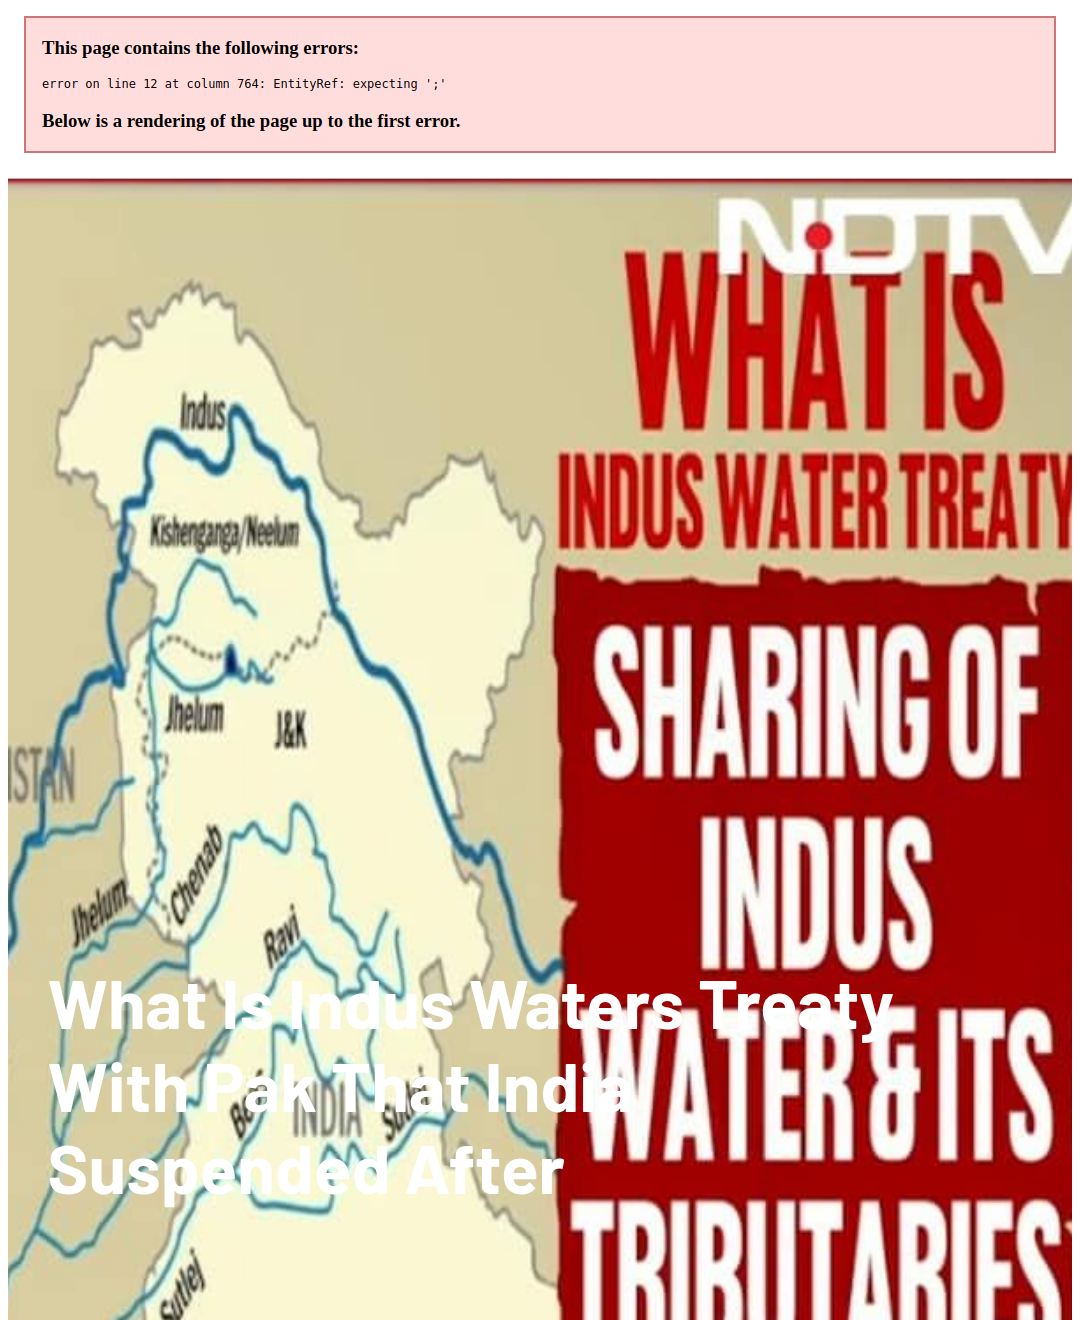 This page contains the following errors:
error on line 12 at column 764: EntityRef: expecting ';'
Below is a rendering of the page up to the first error.
NDTV
WHAT IS
INDUS WATER TREATY
SHARING OF
INDUS
WATER & ITS
TRIBUTARIES
Indus
Kishenganga/Neelum
Jhelum
J&K
ISTAN
Jhelum
Chenab
Ravi
INDIA
Sutlej
What Is Indus Waters Treaty
With Pak That India
Suspended After